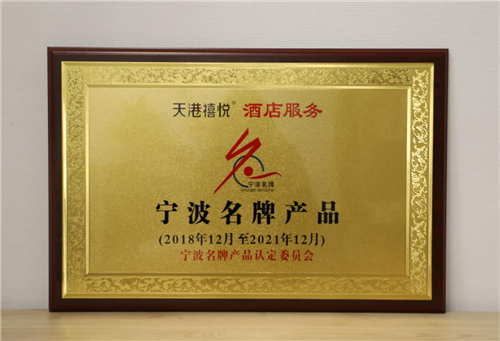 天港禧悦® 酒店服务
宁波名牌
宁波名牌产品
(2018年12月至2021年12月)
宁波名牌产品认定委员会